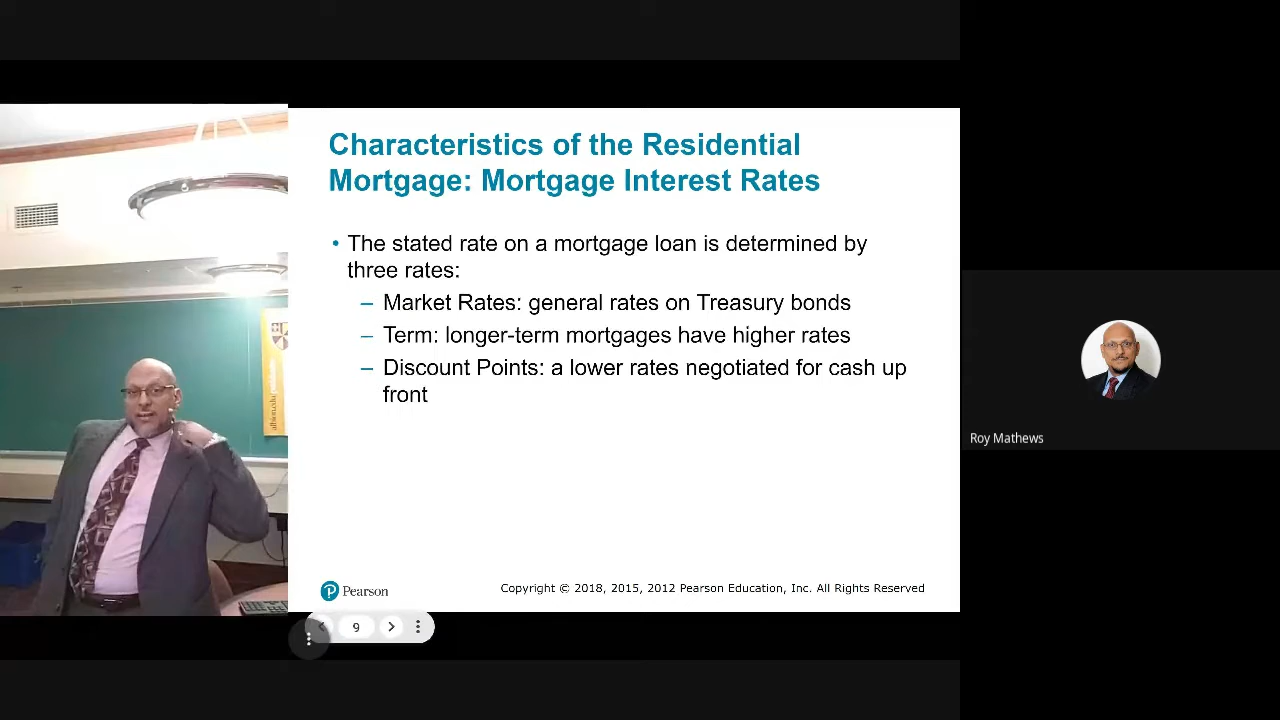 Characteristics of the Residential
Mortgage: Mortgage Interest Rates
• The stated rate on a mortgage loan is determined by
three rates:
– Market Rates: general rates on Treasury bonds
– Term: longer-term mortgages have higher rates
– Discount Points: a lower rates negotiated for cash up
front
Pearson
Copyright © 2018, 2015, 2012 Pearson Education, Inc. All Rights Reserved
9
Roy Mathews